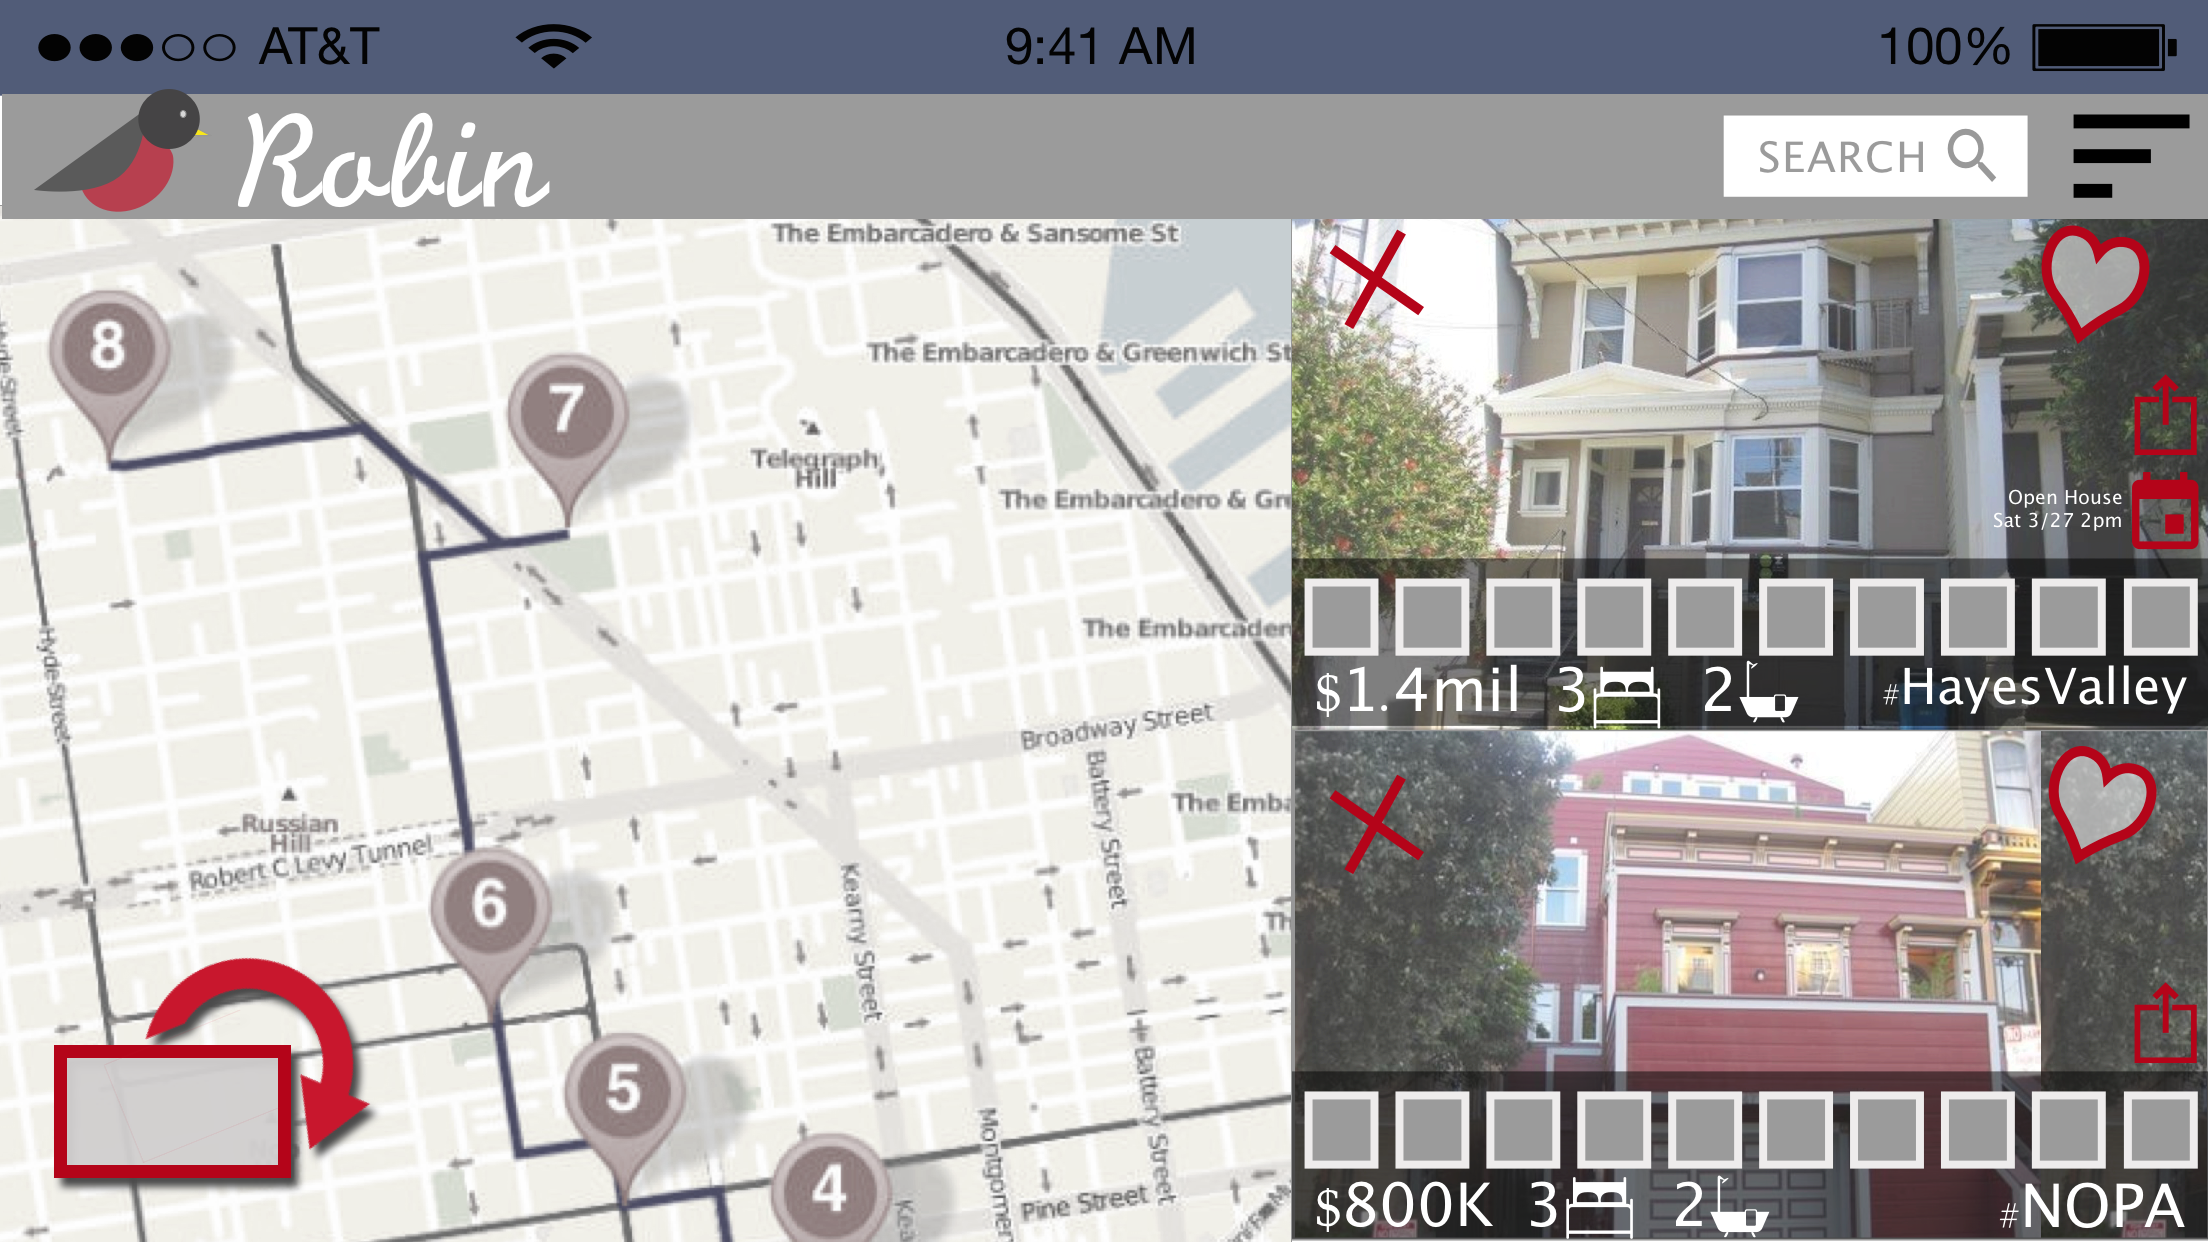 AT&T 9:41 AM 100%
Robin
SEARCH
The Embarcadero & Sansome St
8
The Embarcadero & Greenwich St
7
Telegraph
Hill
The Embarcadero & Gre
Open House
Sat 3/27 2pm
The Embarcader
Hyde Street
$1.4mil 3 2 #HayesValley
Broadway Street
Battery Street
The Emba
Russian
Hill
Robert C Levy Tunnel
6
Kearny Street
Th
5
Battery Street
Montgomer
4
Pine Street
Kea
$800K 3 2 #NOPA